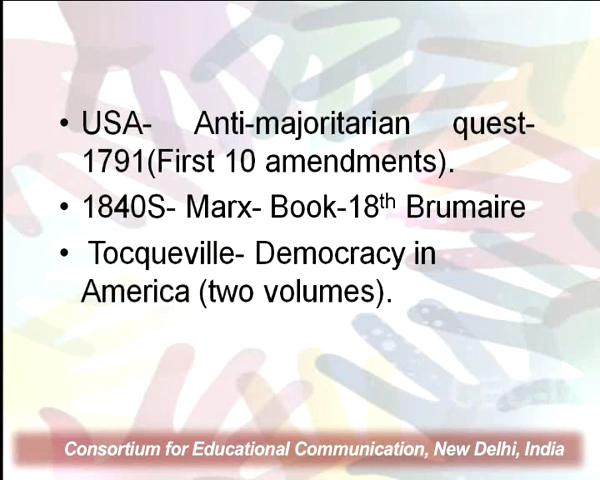 • USA- Anti-majoritarian quest-
1791(First 10 amendments).
• 1840S- Marx- Book-18th Brumaire
• Tocqueville- Democracy in
America (two volumes).
Consortium for Educational Communication, New Delhi, India